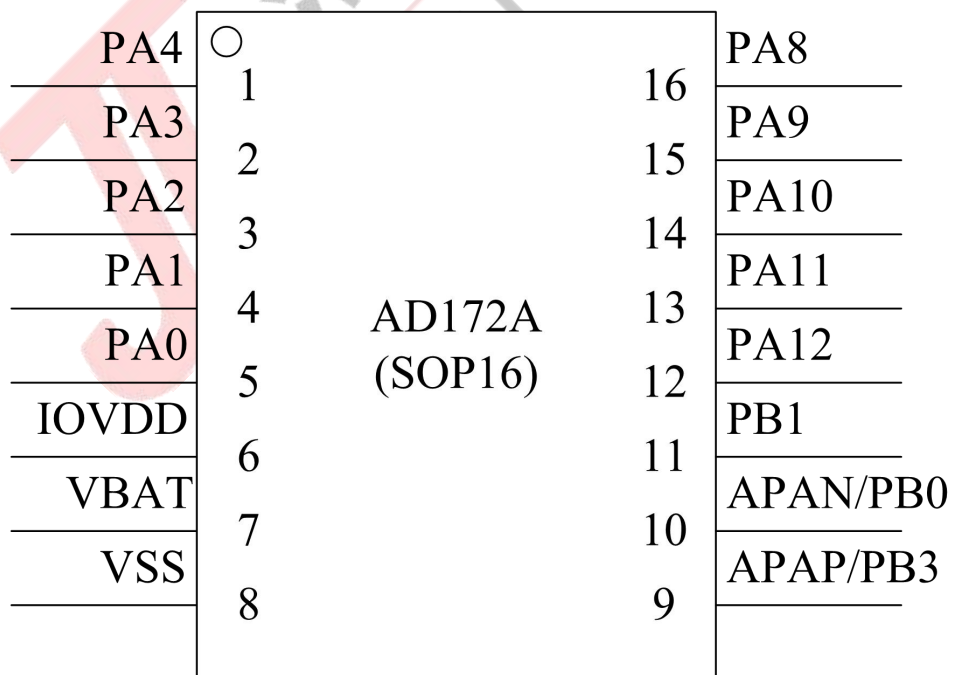 PA4 1 16 PA8
PA3 2 15 PA9
PA2 3 14 PA10
PA1 4 13 PA11
AD172A
PA0 5 12 PA12
(SOP16)
IOVDD 6 11 PB1
VBAT 7 10 APAN/PB0
VSS 8 9 APAP/PB3